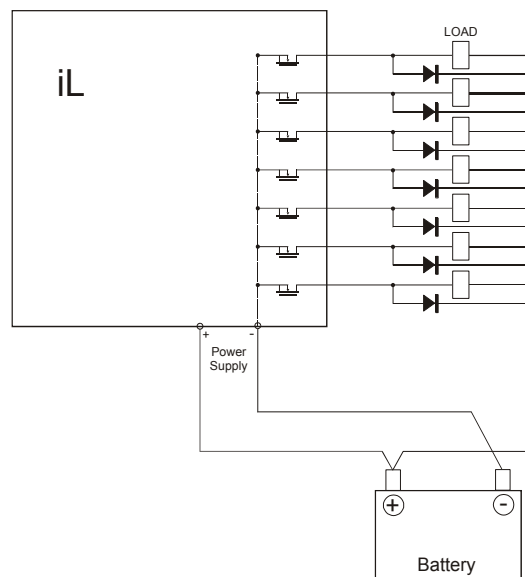 LOAD
iL
+
-
Power
Supply
+
-
Battery